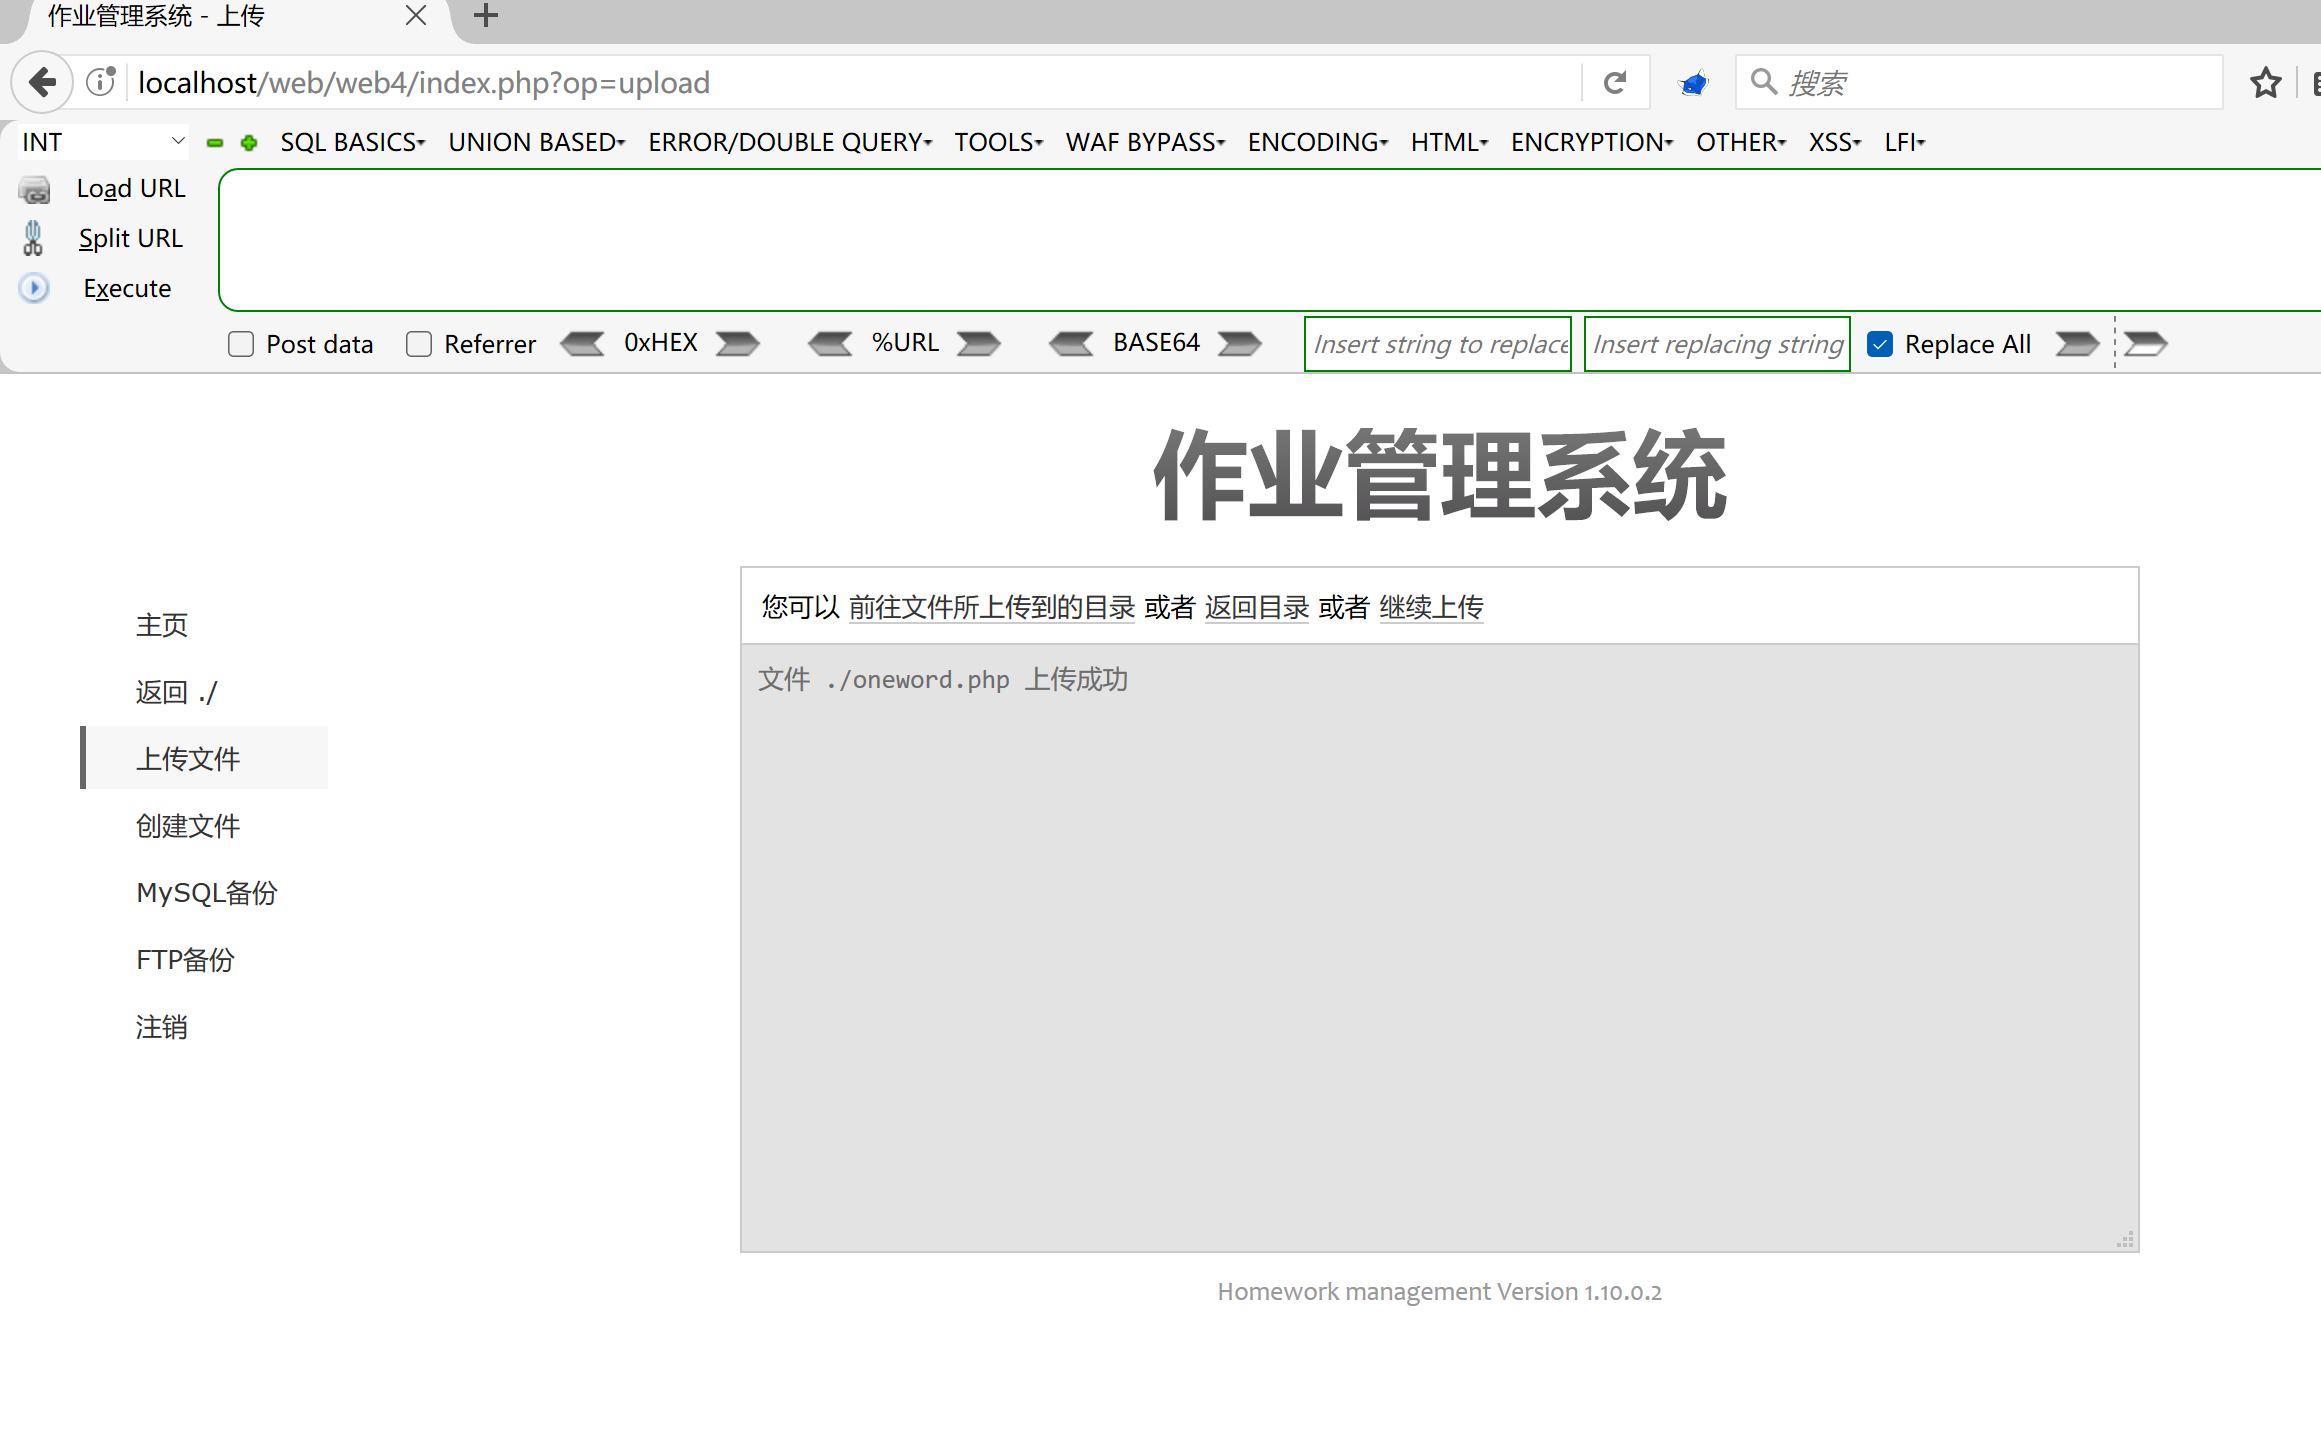 作业管理系统 - 上传
localhost/web/web4/index.php?op=upload
搜索
INT
SQL BASICS UNION BASED ERROR/DOUBLE QUERY TOOLS WAF BYPASS ENCODING HTML ENCRYPTION OTHER XSS LFI
Load URL
Split URL
Execute
Post data Referrer 0xHEX %URL BASE64 Insert string to replace Insert replacing string Replace All
作业管理系统
主页
返回 ./
上传文件
创建文件
MySQL备份
FTP备份
注销
您可以 前往文件所上传到的目录 或者 返回目录 或者 继续上传
文件 ./oneword.php 上传成功
Homework management Version 1.10.0.2